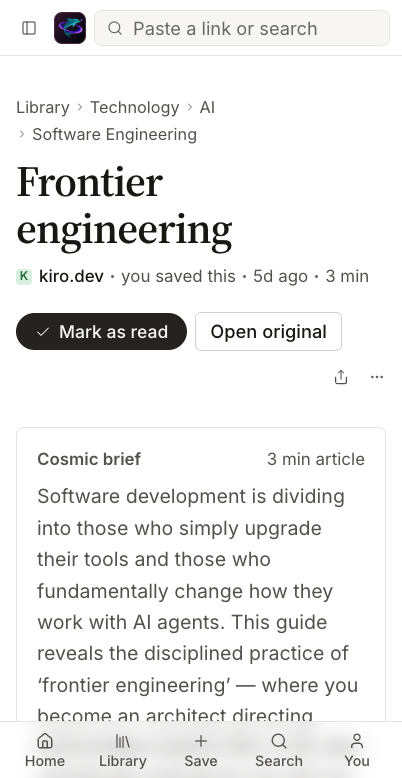 Paste a link or search
Library > Technology > AI
> Software Engineering
Frontier
engineering
K kiro.dev · you saved this · 5d ago · 3 min
Mark as read
Open original
Cosmic brief
3 min article
Software development is dividing
into those who simply upgrade
their tools and those who
fundamentally change how they
work with AI agents. This guide
reveals the disciplined practice of
‘frontier engineering’ — where you
become an architect directing
Home
Library
Save
Search
You